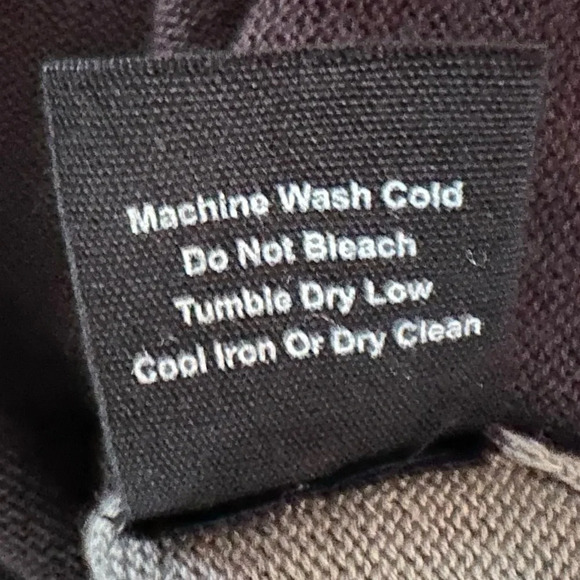 Machine Wash Cold
Do Not Bleach
Tumble Dry Low
Cool Iron Or Dry Clean